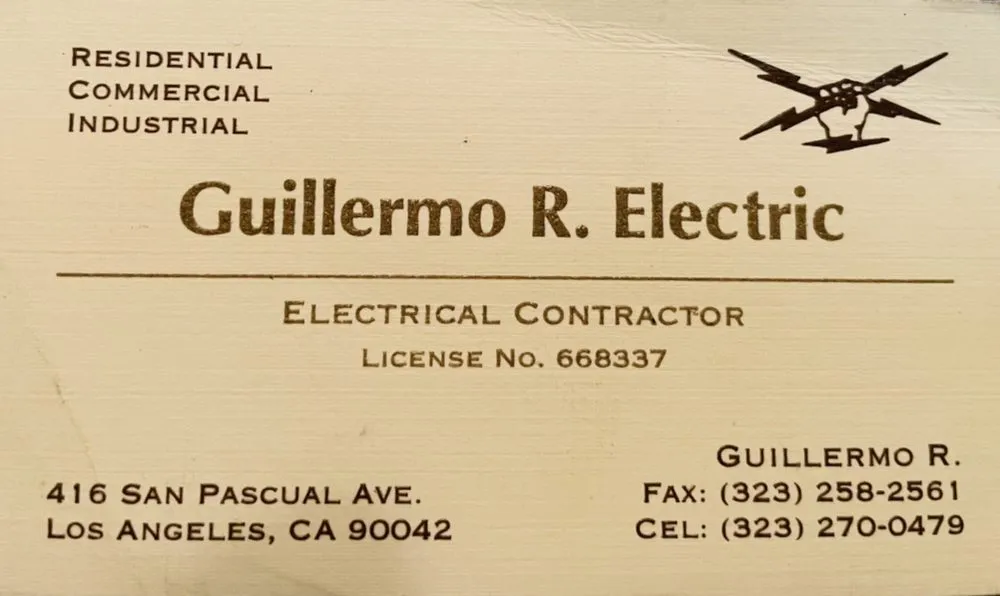 RESIDENTIAL
COMMERCIAL
INDUSTRIAL
Guillermo R. Electric
ELECTRICAL CONTRACTOR
LICENSE NO. 668337
416 SAN PASCUAL AVE.
LOS ANGELES, CA 90042
GUILLERMO R.
FAX: (323) 258-2561
CEL: (323) 270-0479